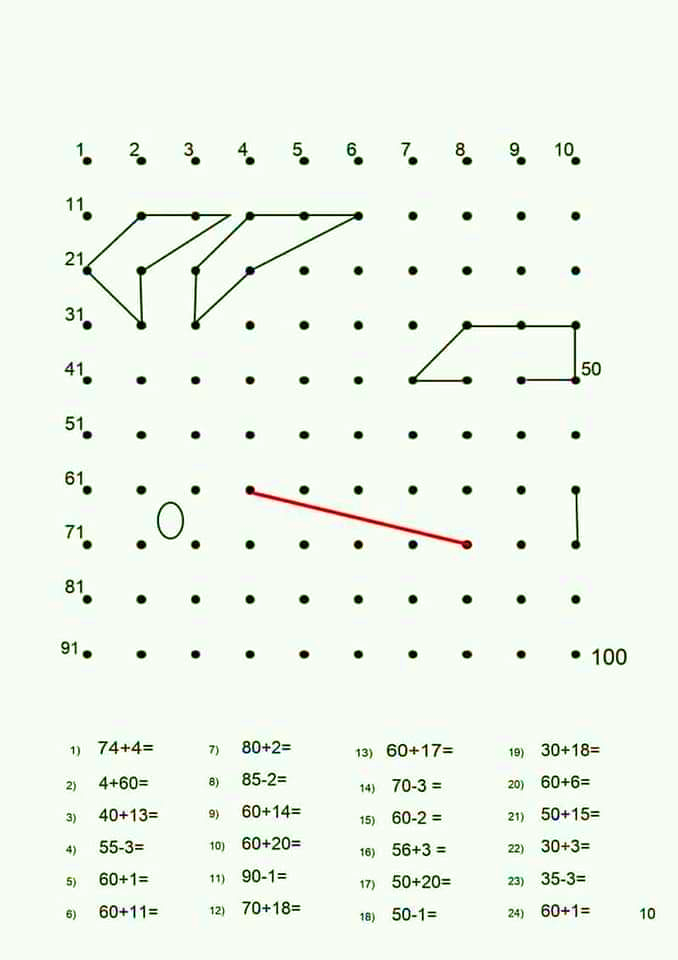 1 2 3 4 5 6 7 8 9 10
11
21
31
41 50
51
61
71
81
91 100
1) 74+4= 7) 80+2= 13) 60+17= 19) 30+18=
2) 4+60= 8) 85-2= 14) 70-3 = 20) 60+6=
3) 40+13= 9) 60+14= 15) 60-2 = 21) 50+15=
4) 55-3= 10) 60+20= 16) 56+3 = 22) 30+3=
5) 60+1= 11) 90-1= 17) 50+20= 23) 35-3=
6) 60+11= 12) 70+18= 18) 50-1= 24) 60+1= 10